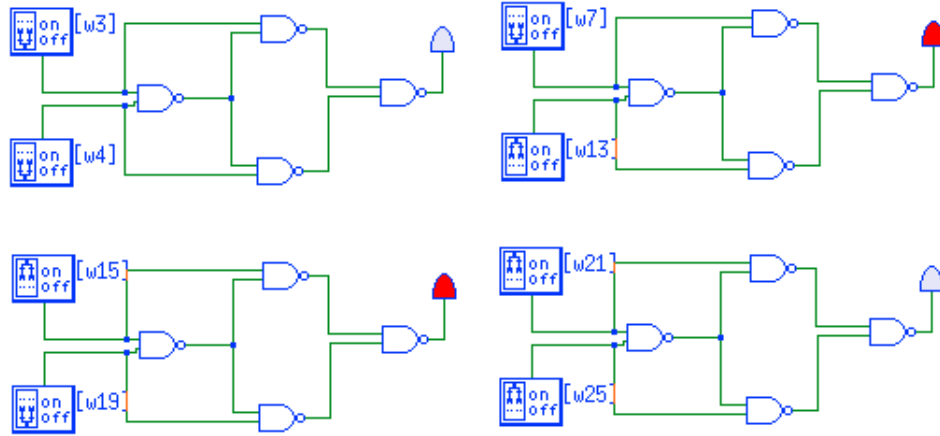 on [w3]
off
on [w7]
off
on [w4]
off
on [w13]
off
on [w15]
off
on [w21]
off
on [w19]
off
on [w25]
off